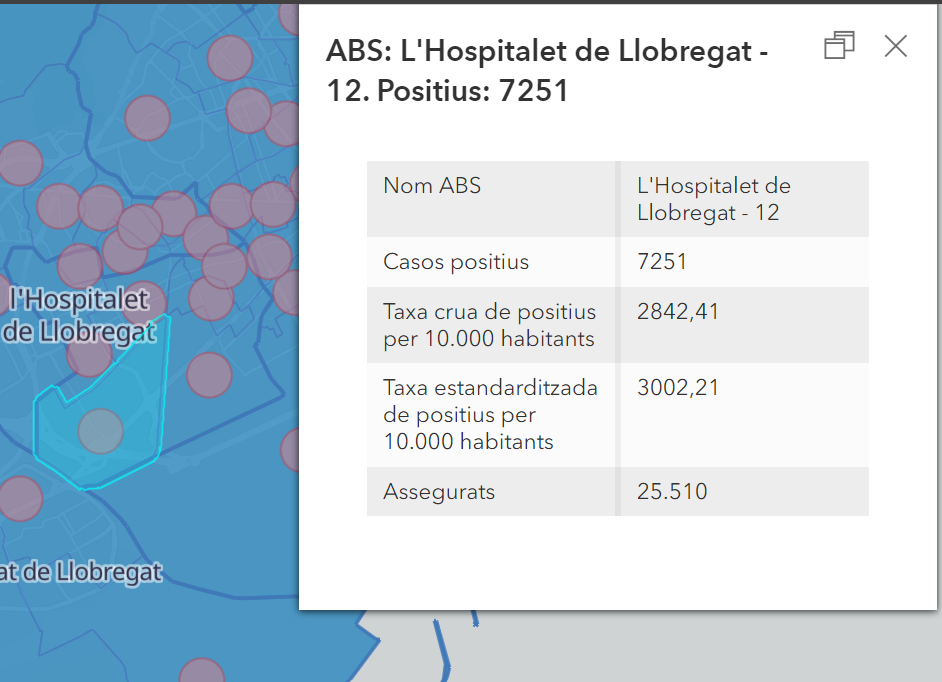 ABS: L'Hospitalet de Llobregat -
12. Positius: 7251
Nom ABS
L'Hospitalet de
Llobregat - 12
Casos positius
7251
Taxa crua de positius
per 10.000 habitants
2842,41
Taxa estandarditzada
de positius per
10.000 habitants
3002,21
Assegurats
25.510
l'Hospitalet
de Llobregat
at de Llobregat